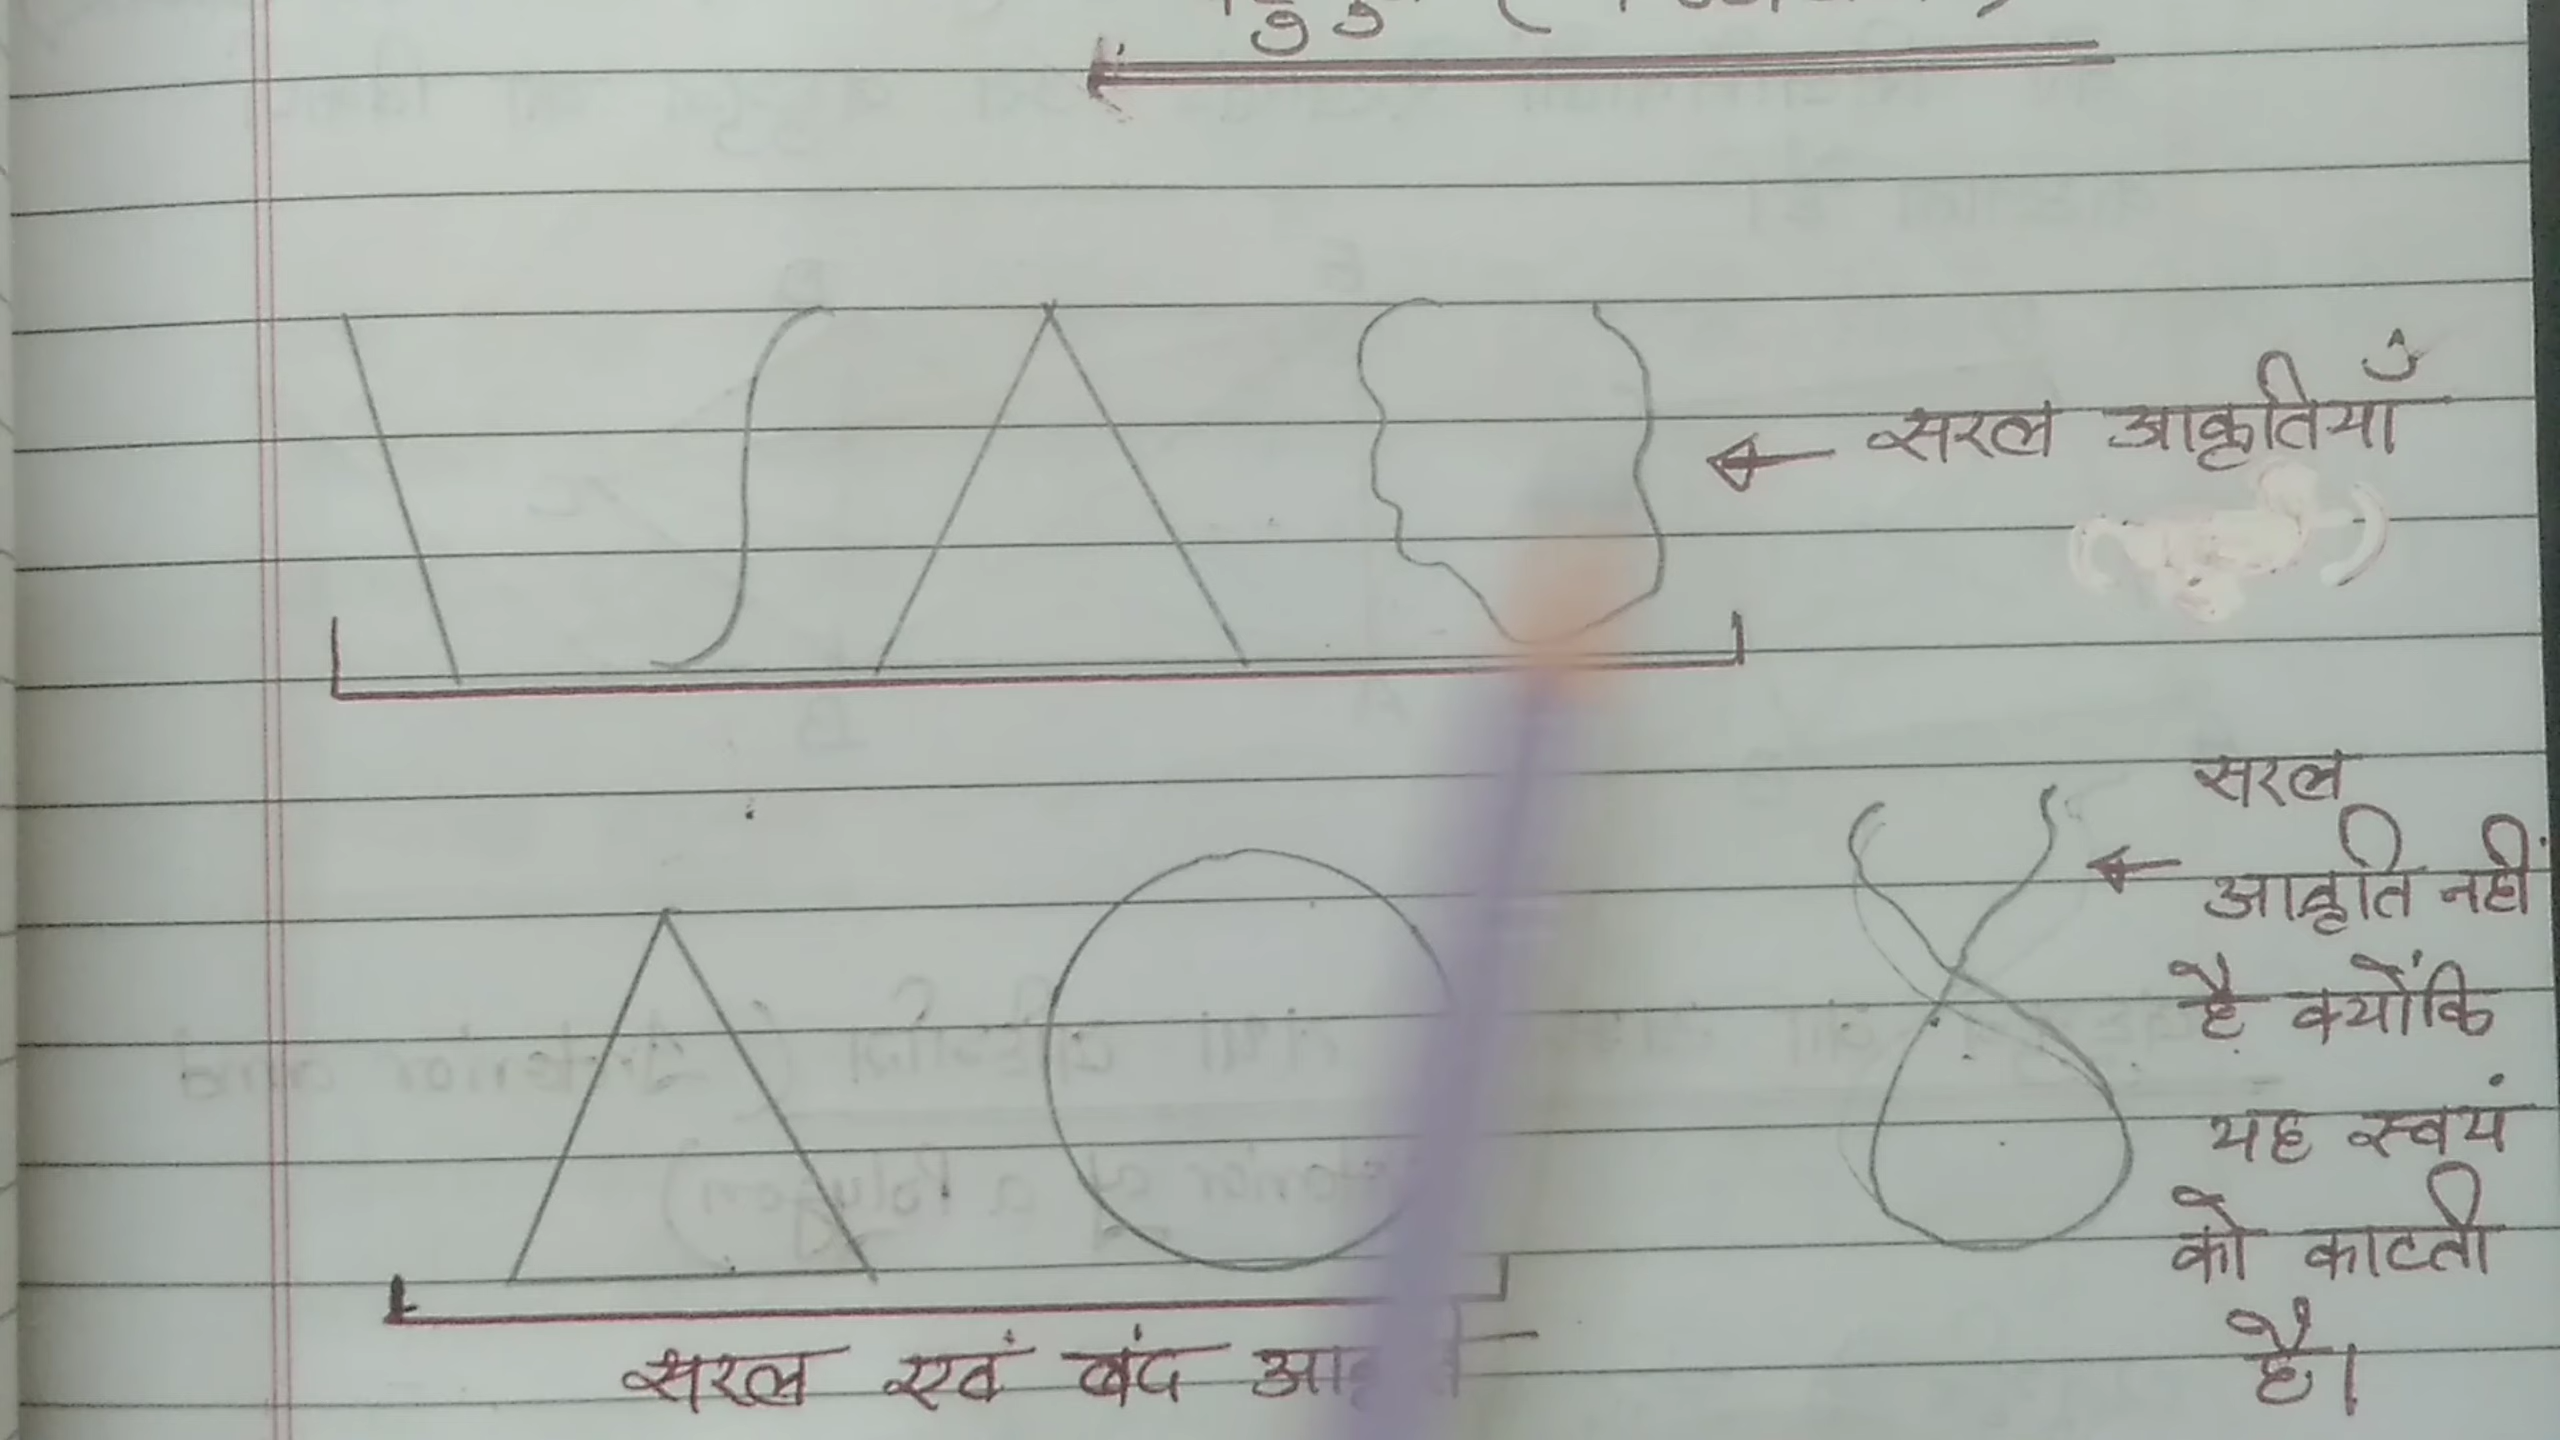 सरल आकृतियाँ
सरल
आकृति नहीं
है क्योंकि
यह स्वयं
को काटती
है।
सरल एवं बंद